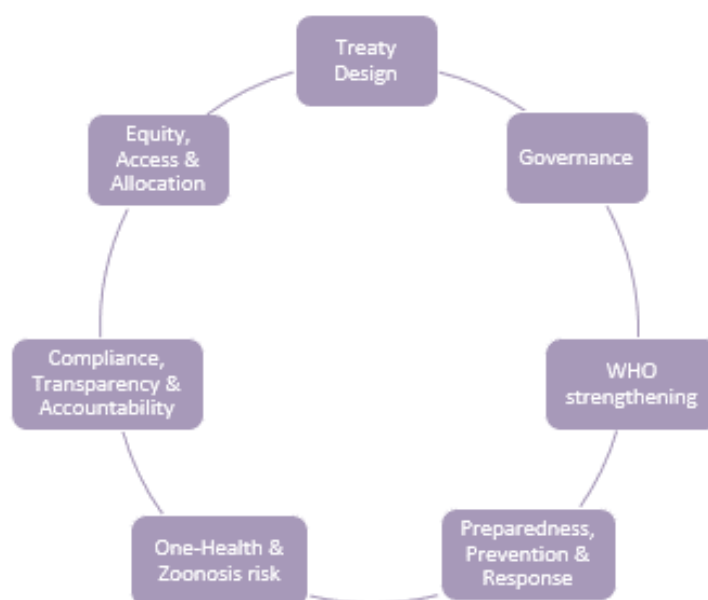 Treaty
Design
Governance
WHO
strengthening
Preparedness,
Prevention &
Response
One-Health &
Zoonosis risk
Compliance,
Transparency &
Accountability
Equity,
Access &
Allocation